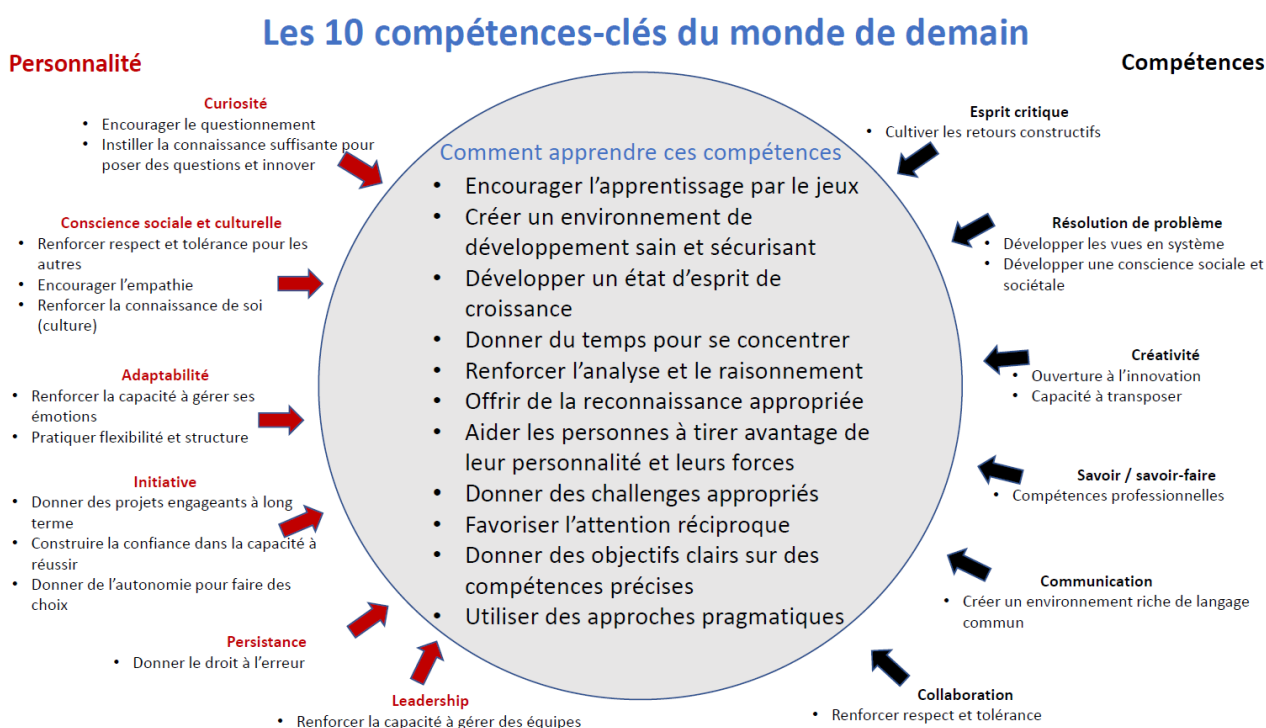 Les 10 compétences-clés du monde de demain
Personnalité
Compétences
Curiosité
• Encourager le questionnement
• Instiller la connaissance suffisante pour
poser des questions et innover
Conscience sociale et culturelle
• Renforcer respect et tolérance pour les
autres
• Encourager l’empathie
• Renforcer la connaissance de soi
(culture)
Adaptabilité
• Renforcer la capacité à gérer ses
émotions
• Pratiquer flexibilité et structure
Initiative
• Donner des projets engageants à long
terme
• Construire la confiance dans la capacité à
réussir
• Donner de l’autonomie pour faire des
choix
Persistance
• Donner le droit à l’erreur
Leadership
• Renforcer la capacité à gérer des équipes
Comment apprendre ces compétences
• Encourager l’apprentissage par le jeux
• Créer un environnement de
développement sain et sécurisant
• Développer un état d’esprit de
croissance
• Donner du temps pour se concentrer
• Renforcer l’analyse et le raisonnement
• Offrir de la reconnaissance appropriée
• Aider les personnes à tirer avantage de
leur personnalité et leurs forces
• Donner des challenges appropriés
• Favoriser l’attention réciproque
• Donner des objectifs clairs sur des
compétences précises
• Utiliser des approches pragmatiques
Esprit critique
• Cultiver les retours constructifs
Résolution de problème
• Développer les vues en système
• Développer une conscience sociale et
sociétale
Créativité
• Ouverture à l’innovation
• Capacité à transposer
Savoir / savoir-faire
• Compétences professionnelles
Communication
• Créer un environnement riche de langage
commun
Collaboration
• Renforcer respect et tolérance